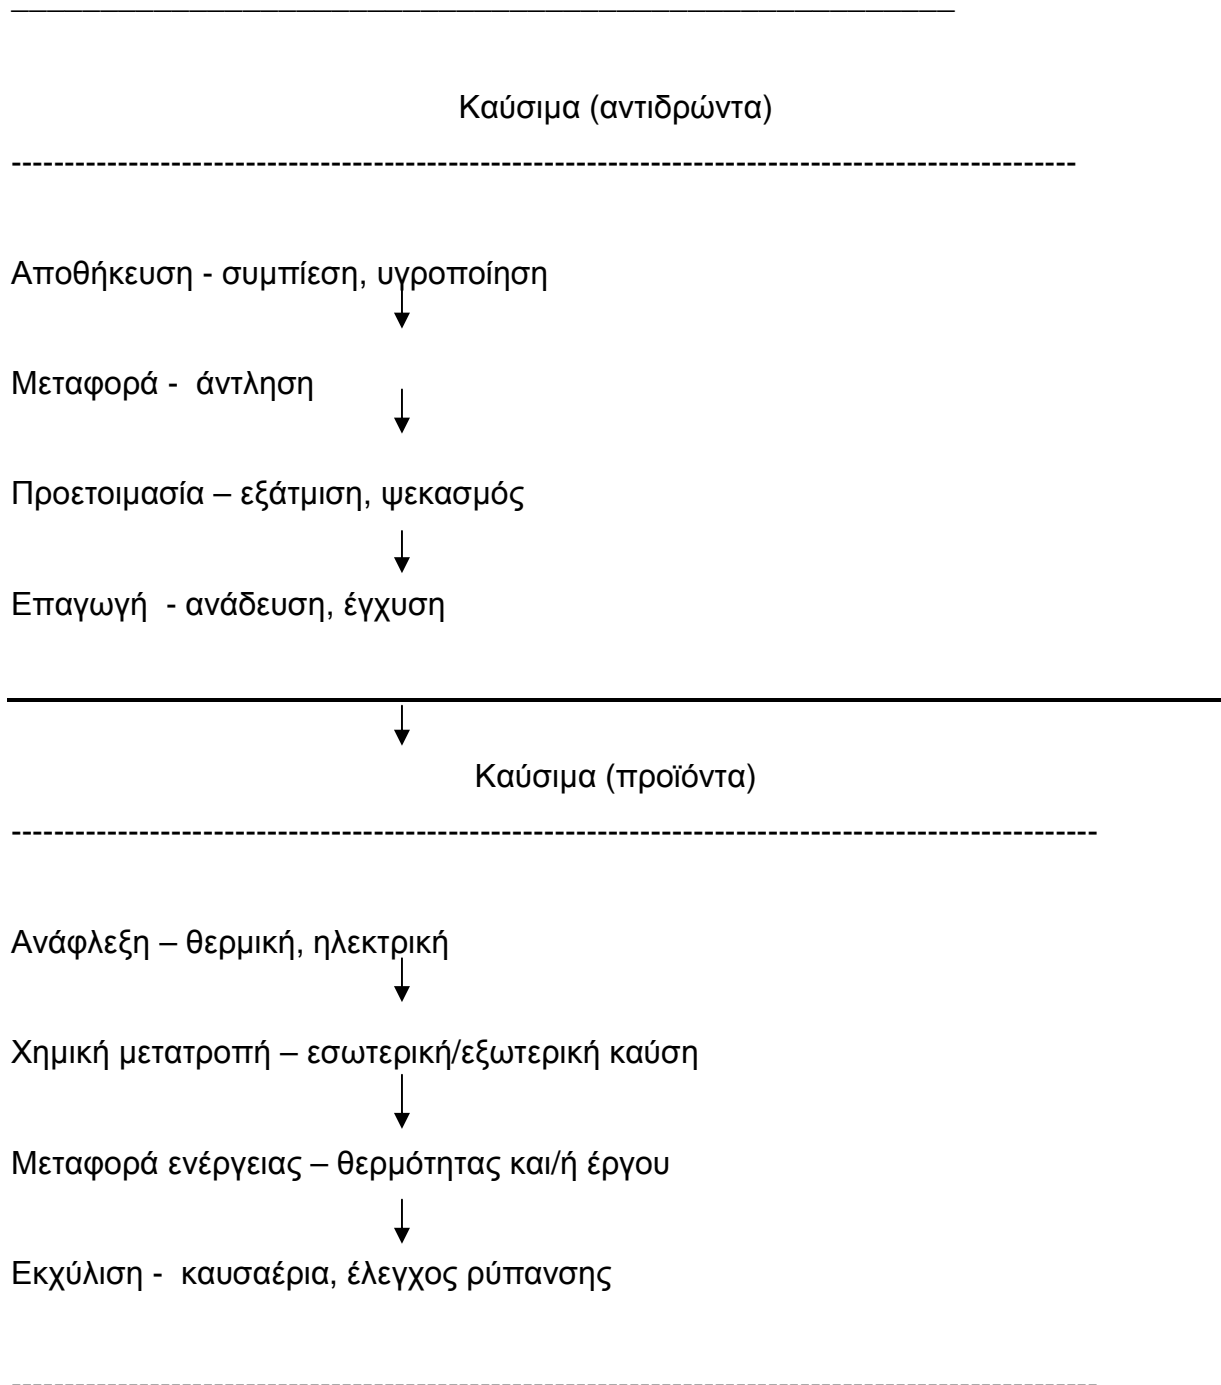 Καύσιμα (αντιδρώντα)
Αποθήκευση - συμπίεση, υγροποίηση
Μεταφορά - άντληση
Προετοιμασία – εξάτμιση, ψεκασμός
Επαγωγή - ανάδευση, έγχυση
Καύσιμα (προϊόντα)
Ανάφλεξη – θερμική, ηλεκτρική
Χημική μετατροπή – εσωτερική/εξωτερική καύση
Μεταφορά ενέργειας – θερμότητας και/ή έργου
Εκχύλιση - καυσαέρια, έλεγχος ρύπανσης